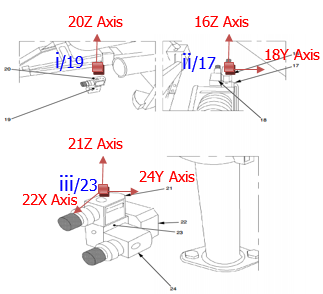 20Z Axis
16Z Axis
i/19
20
19
ii/17
18Y Axis
17
18
21Z Axis
iii/23
24Y Axis
22X Axis
21
22
23
24